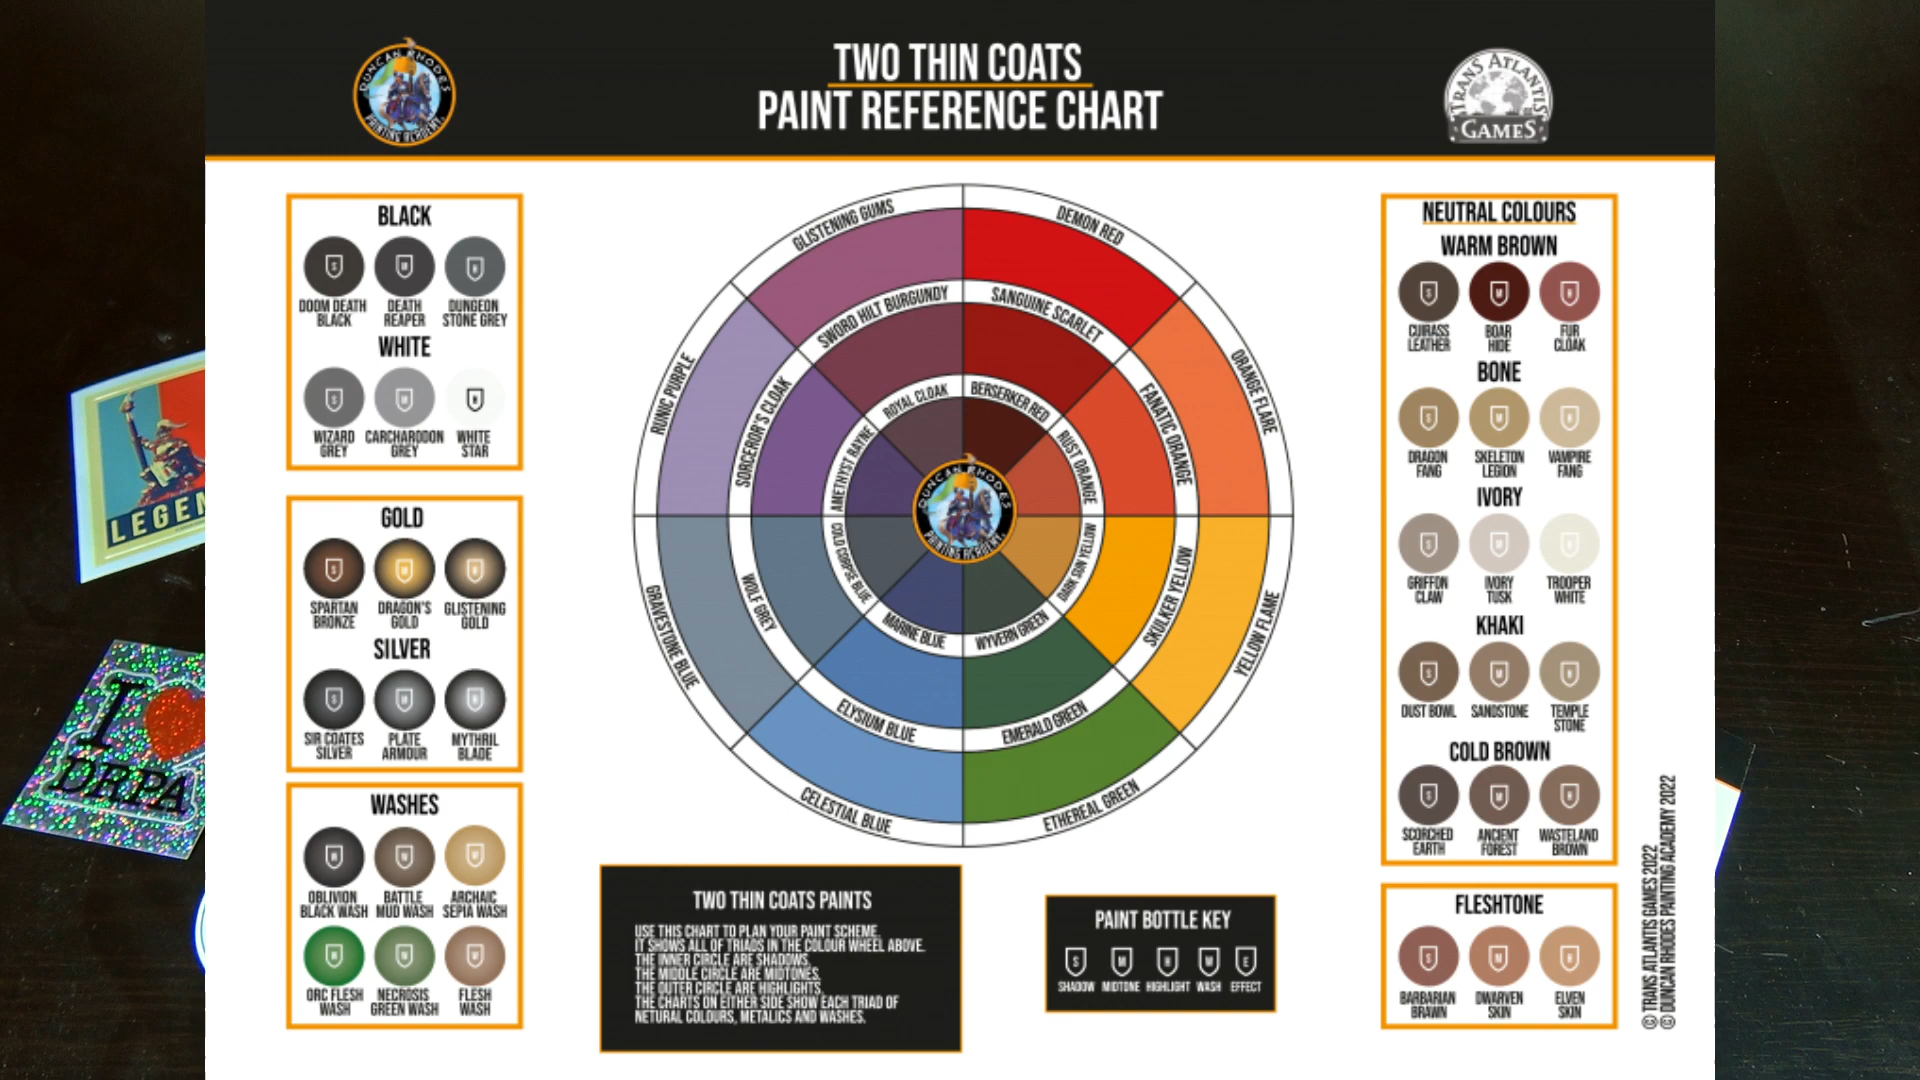 TWO THIN COATS
PAINT REFERENCE CHART
DUNCAN RHODES
PAINTING ACADEMY
TRANS ATLANTIS
GAMES
BLACK
DOOM DEATH
BLACK
DEATH
REAPER
DUNGEON
STONE GREY
WHITE
WIZARD
GREY
CARCHARODON
GREY
WHITE
STAR
GOLD
SPARTAN
BRONZE
DRAGON'S
GOLD
GLISTENING
GOLD
SILVER
SIR COATES
SILVER
PLATE
ARMOUR
MYTHRIL
BLADE
WASHES
OBLIVION
BLACK WASH
BATTLE
MUD WASH
ARCHAIC
SEPIA WASH
ORC FLESH
WASH
NECROSIS
GREEN WASH
FLESH
WASH
GLISTENING GUMS
DEMON RED
ORANGE FLARE
YELLOW FLAME
ETHEREAL GREEN
CELESTIAL BLUE
GRAVESTONE BLUE
RUNIC PURPLE
SWORD HILT BURGUNDY
SANGUINE SCARLET
FANATIC ORANGE
SKULKER YELLOW
EMERALD GREEN
ELYSIUM BLUE
WOLF GREY
SORCEROR'S CLOAK
ROYAL CLOAK
BERSERKER RED
RUST ORANGE
DARK SUN YELLOW
WYVERN GREEN
MARINE BLUE
COLD CORPSE BLUE
AMETHYST RAYNE
DUNCAN RHODES
PAINTING ACADEMY
TWO THIN COATS PAINTS
USE THIS CHART TO PLAN YOUR PAINT SCHEME.
IT SHOWS ALL OF TRIADS IN THE COLOUR WHEEL ABOVE.
THE INNER CIRCLE ARE SHADOWS.
THE MIDDLE CIRCLE ARE MIDTONES.
THE OUTER CIRCLE ARE HIGHLIGHTS.
THE CHARTS ON EITHER SIDE SHOW EACH TRIAD OF
NETURAL COLOURS, METALICS AND WASHES.
PAINT BOTTLE KEY
S M H W E
SHADOW MIDTONE HIGHLIGHT WASH EFFECT
NEUTRAL COLOURS
WARM BROWN
CUIRASS
LEATHER
BOAR
HIDE
FUR
CLOAK
BONE
DRAGON
FANG
SKELETON
LEGION
VAMPIRE
FANG
IVORY
GRIFFON
CLAW
IVORY
TUSK
TROOPER
WHITE
KHAKI
DUST BOWL
SANDSTONE
TEMPLE
STONE
COLD BROWN
SCORCHED
EARTH
ANCIENT
FOREST
WASTELAND
BROWN
FLESHTONE
BARBARIAN
BRAWN
DWARVEN
SKIN
ELVEN
SKIN
© TRANS ATLANTIS GAMES 2022
© DUNCAN RHODES PAINTING ACADEMY 2022
I
DRPA